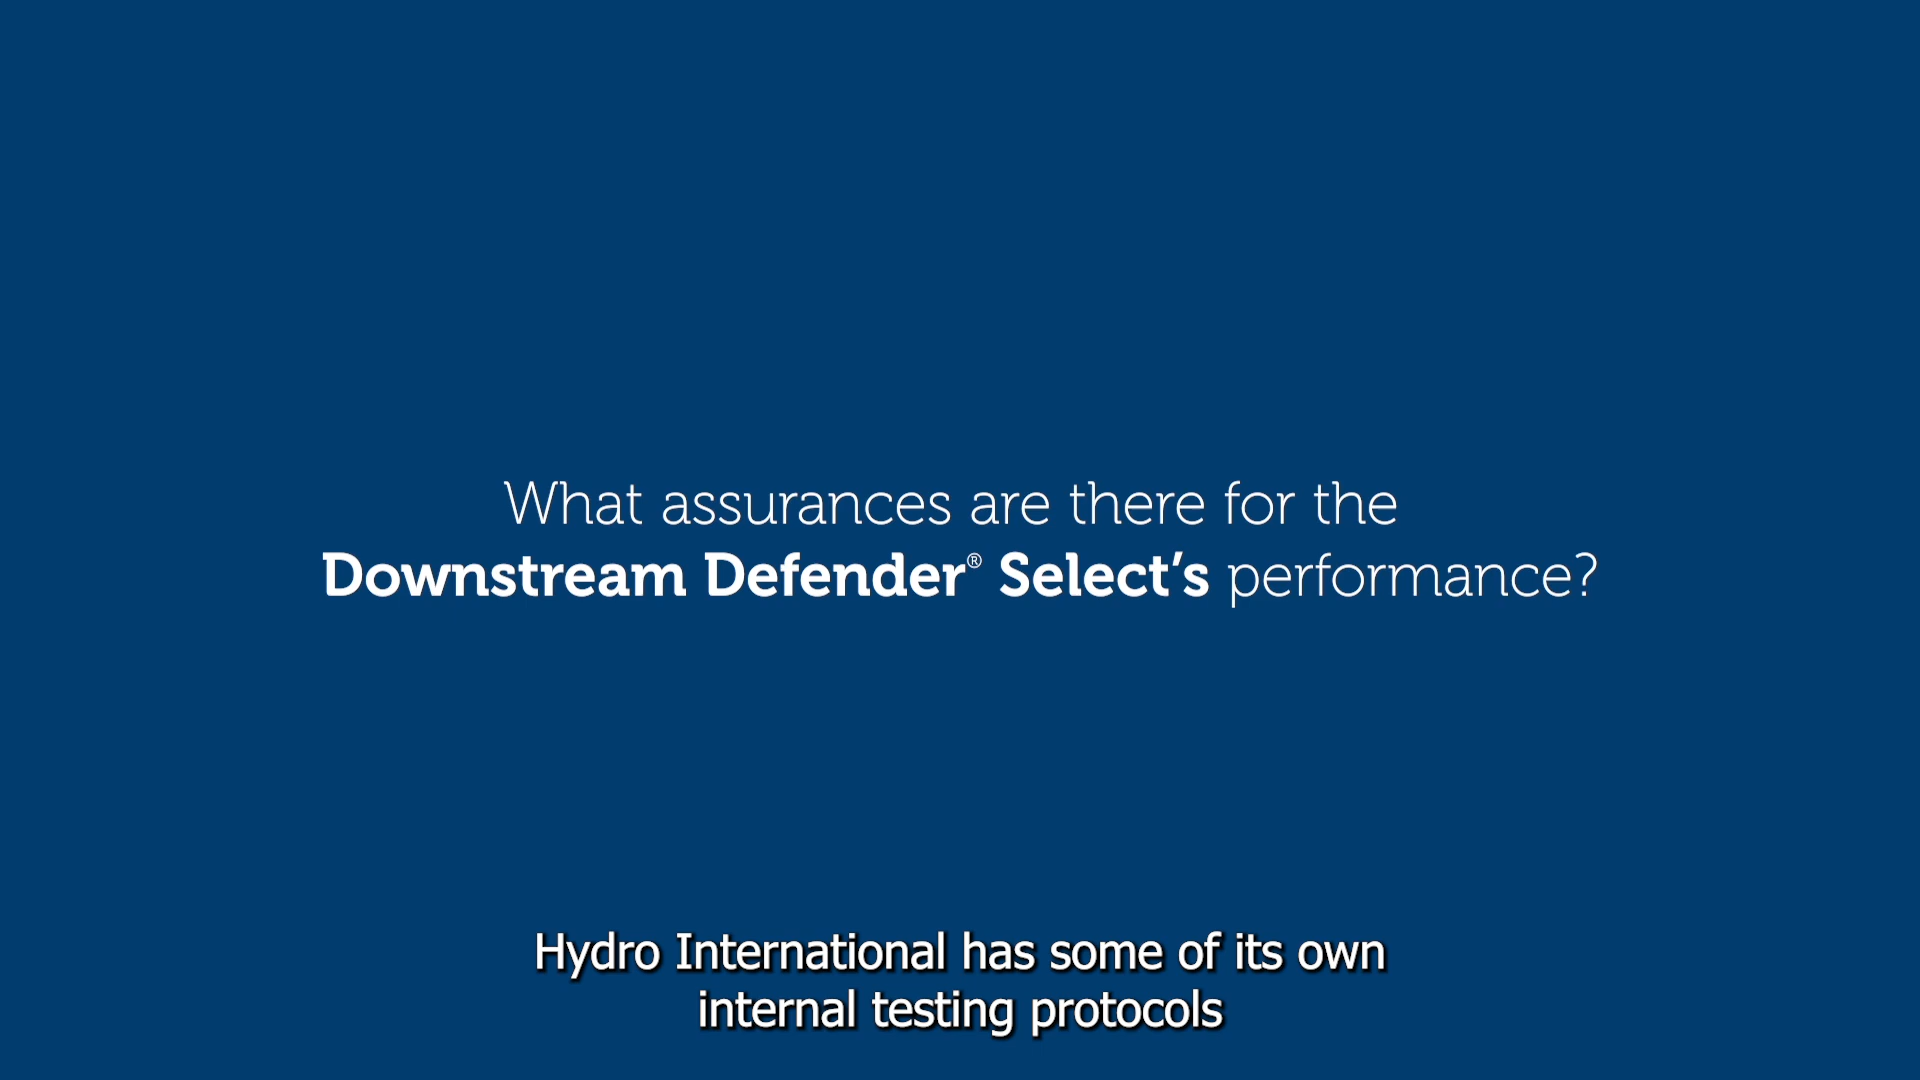 What assurances are there for the
Downstream Defender® Select’s performance?
Hydro International has some of its own
internal testing protocols